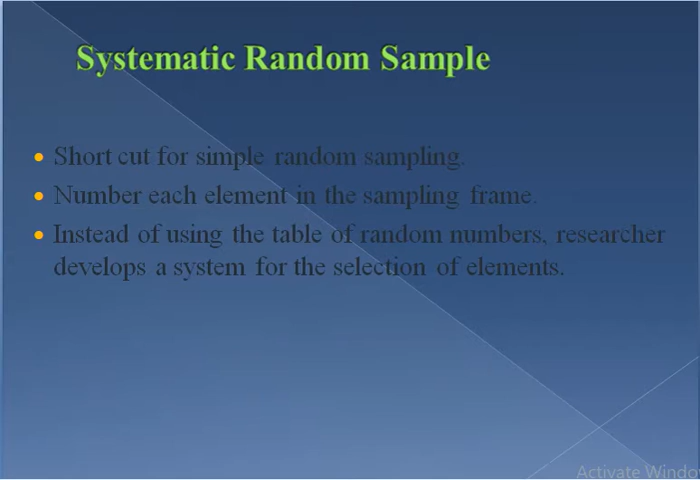 Systematic Random Sample
• Short cut for simple random sampling.
• Number each element in the sampling frame.
• Instead of using the table of random numbers, researcher
develops a system for the selection of elements.
Activate Windo